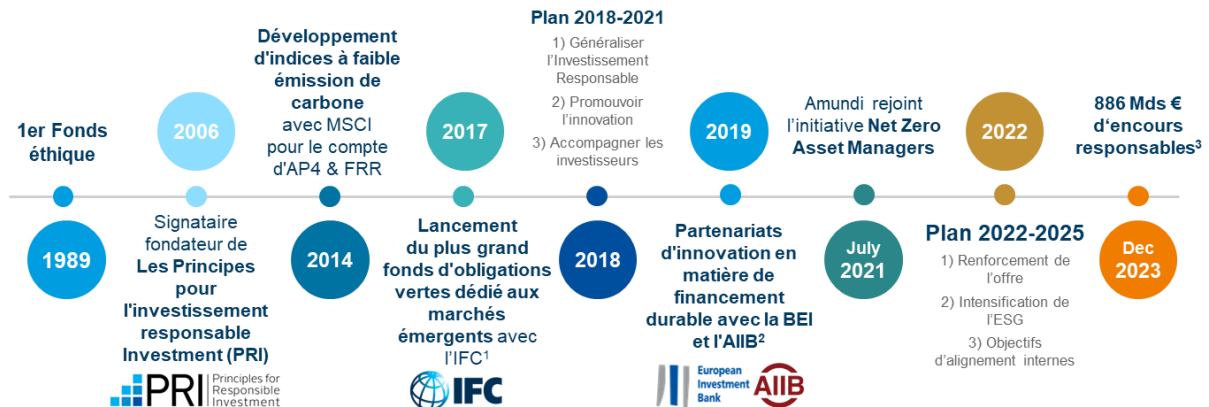 1er Fonds
éthique
1989
2006
Signataire
fondateur de
Les Principes
pour
l'investissement
responsable
Investment (PRI)
PRI
Principles for
Responsible
Investment
Développement
d'indices à faible
émission de
carbone
avec MSCI
pour le compte
d'AP4 & FRR
2014
2017
Lancement
du plus grand
fonds d'obligations
vertes dédié aux
marchés
émergents avec
l'IFC¹
IFC
Plan 2018-2021
1) Généraliser
l'Investissement
Responsable
2) Promouvoir
l'innovation
3) Accompagner les
investisseurs
2018
2019
Partenariats
d'innovation en
matière de
financement
durable avec la BEI
et l'AIIB²
European
Investment
Bank
AIIB
Amundi rejoint
l'initiative Net Zero
Asset Managers
July
2021
2022
Plan 2022-2025
1) Renforcement de
l'offre
2) Intensification de
l'ESG
3) Objectifs
d'alignement internes
886 Mds €
d'encours
responsables³
Dec
2023